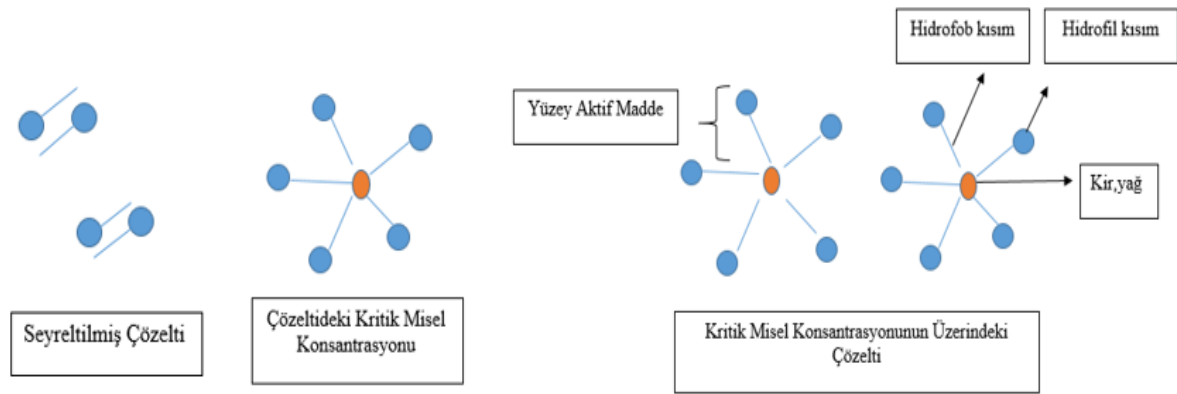 Hidrofob kısım
Hidrofil kısım
Yüzey Aktif Madde
Kir,yağ
Seyreltilmiş Çözelti
Çözeltideki Kritik Misel
Konsantrasyonu
Kritik Misel Konsantrasyonunun Üzerindeki
Çözelti